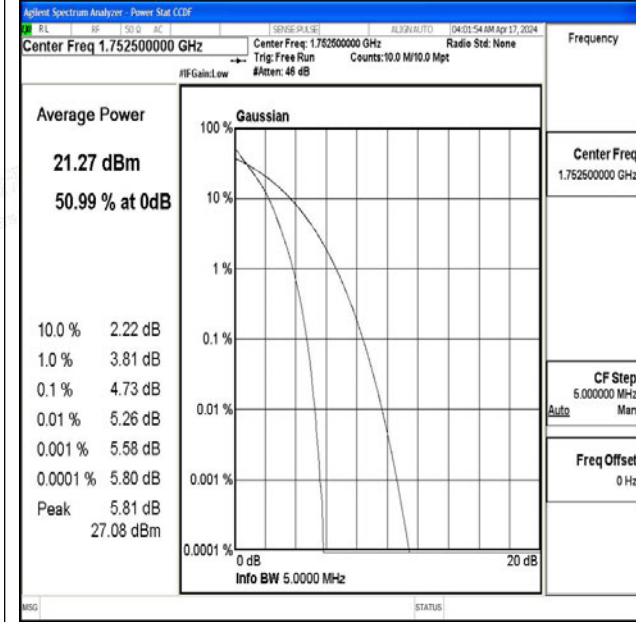 Agilent Spectrum Analyzer - Power Stat CCDF
RL RF 50 Ω AC SENSE:PULSE ALIGNAUTO 04:01:54 AM Apr 17, 2024
Center Freq 1.752500000 GHz
Center Freq: 1.752500000 GHz
Radio Std: None
Trig: Free Run
Counts:10.0 M/10.0 Mpt
#IFGain:Low
#Atten: 46 dB
Frequency
Average Power
21.27 dBm
50.99 % at 0dB
10.0 % 2.22 dB
1.0 % 3.81 dB
0.1 % 4.73 dB
0.01 % 5.26 dB
0.001 % 5.58 dB
0.0001 % 5.80 dB
Peak 5.81 dB
27.08 dBm
Gaussian
100 %
10 %
1 %
0.1 %
0.01 %
0.001 %
0.0001 %
0 dB
20 dB
Info BW 5.0000 MHz
Center Freq
1.752500000 GHz
CF Step
5.000000 MHz
Auto Man
Freq Offset
0 Hz
MSG
STATUS